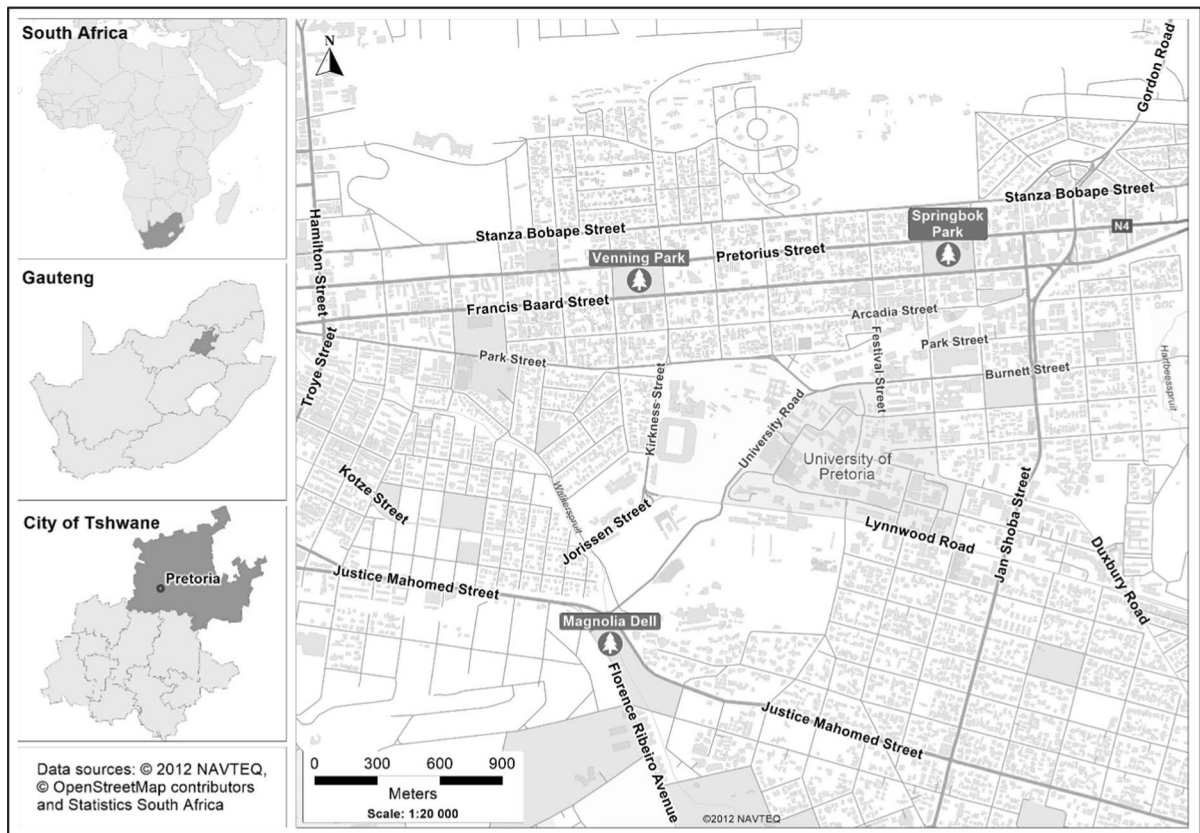 South Africa
Gauteng
City of Tshwane
Pretoria
Data sources: © 2012 NAVTEQ,
© OpenStreetMap contributors
and Statistics South Africa
N
Gordon Road
Hamilton Street
Stanza Bobape Street
Stanza Bobape Street
Springbok
Park
N4
Venning Park
Pretorius Street
Francis Baard Street
Arcadia Street
Troye Street
Park Street
Festival Street
Park Street
Hartbeesspruit
Burnett Street
Kirkness Street
University Road
University of
Pretoria
Kotze Street
Walkerspruit
Jorissen Street
Lynnwood Road
Jan Shoba Street
Duxbury Road
Justice Mahomed Street
Magnolia Dell
Florence Ribeiro Avenue
Justice Mahomed Street
0 300 600 900
Meters
Scale: 1:20 000
©2012 NAVTEQ